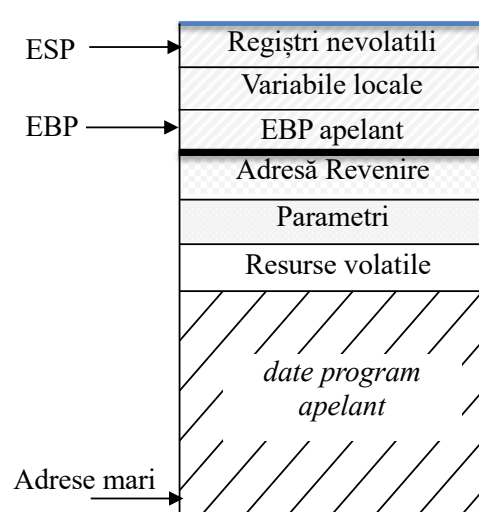 ESP
Regiștri nevolatili
Variabile locale
EBP
EBP apelant
Adresă Revenire
Parametri
Resurse volatile
date program
apelant
Adrese mari